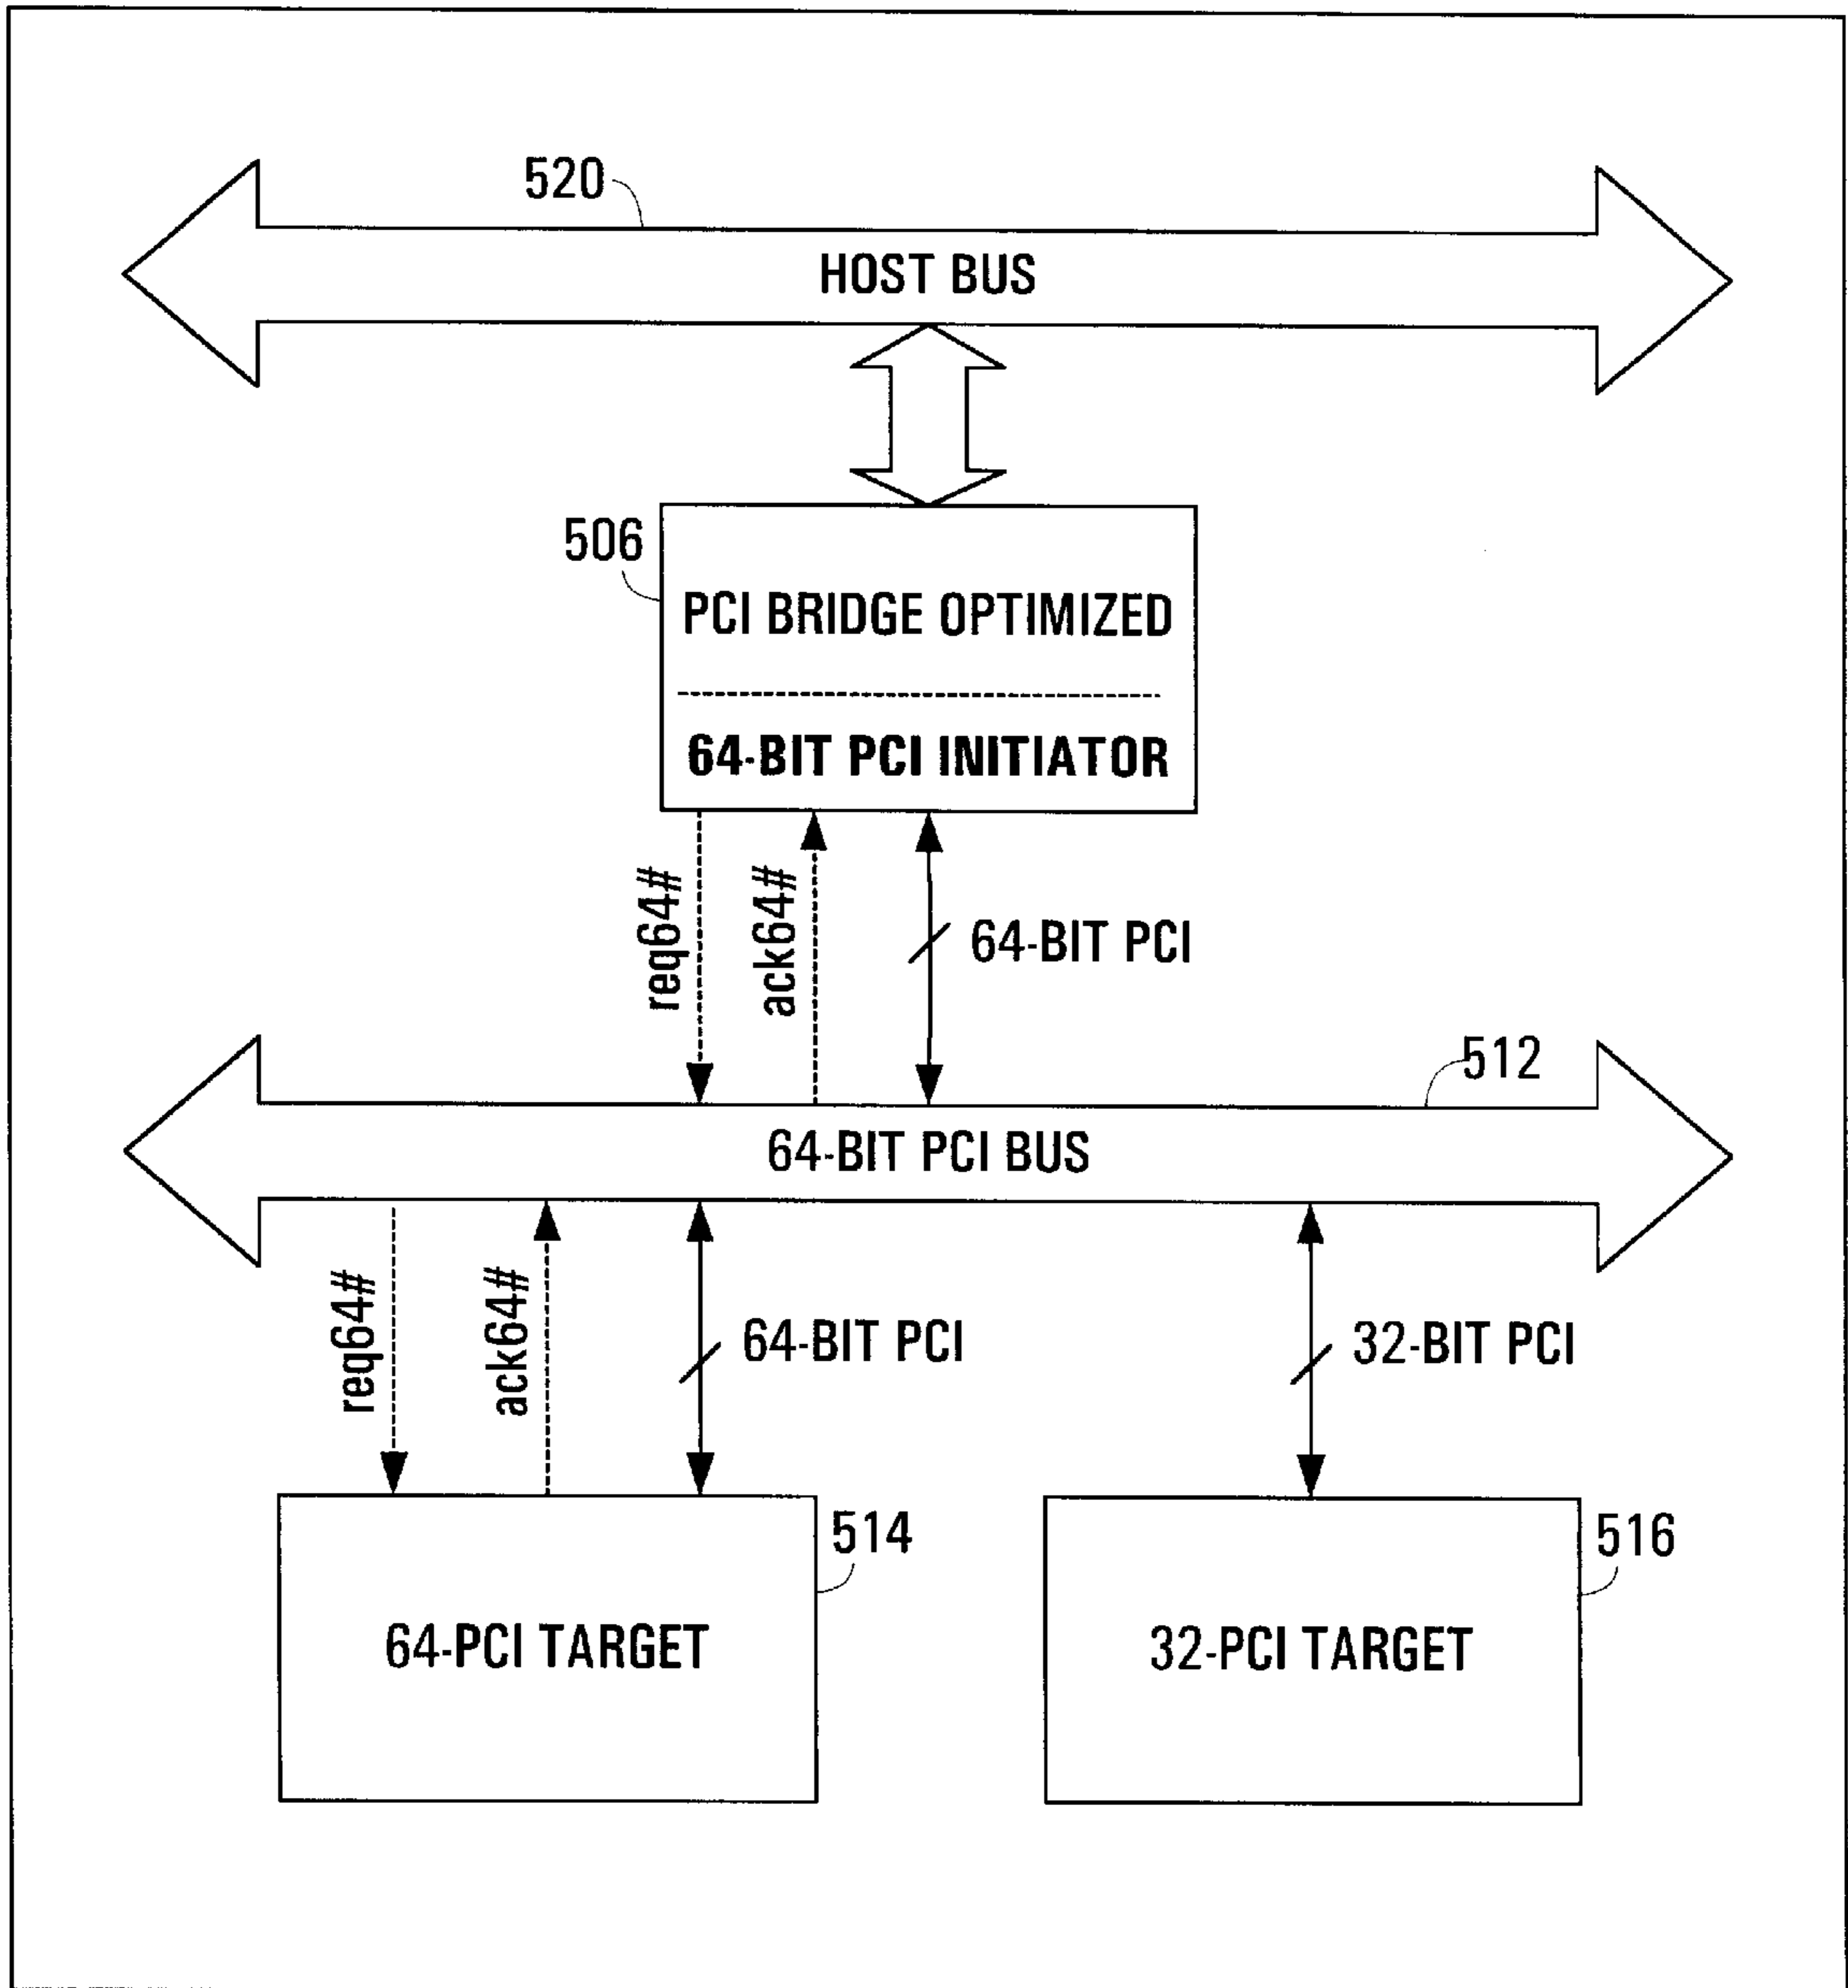 520
HOST BUS
506
PCI BRIDGE OPTIMIZED
64-BIT PCI INITIATOR
req64#
ack64#
64-BIT PCI
512
64-BIT PCI BUS
req64#
ack64#
64-BIT PCI
32-BIT PCI
514
516
64-PCI TARGET
32-PCI TARGET